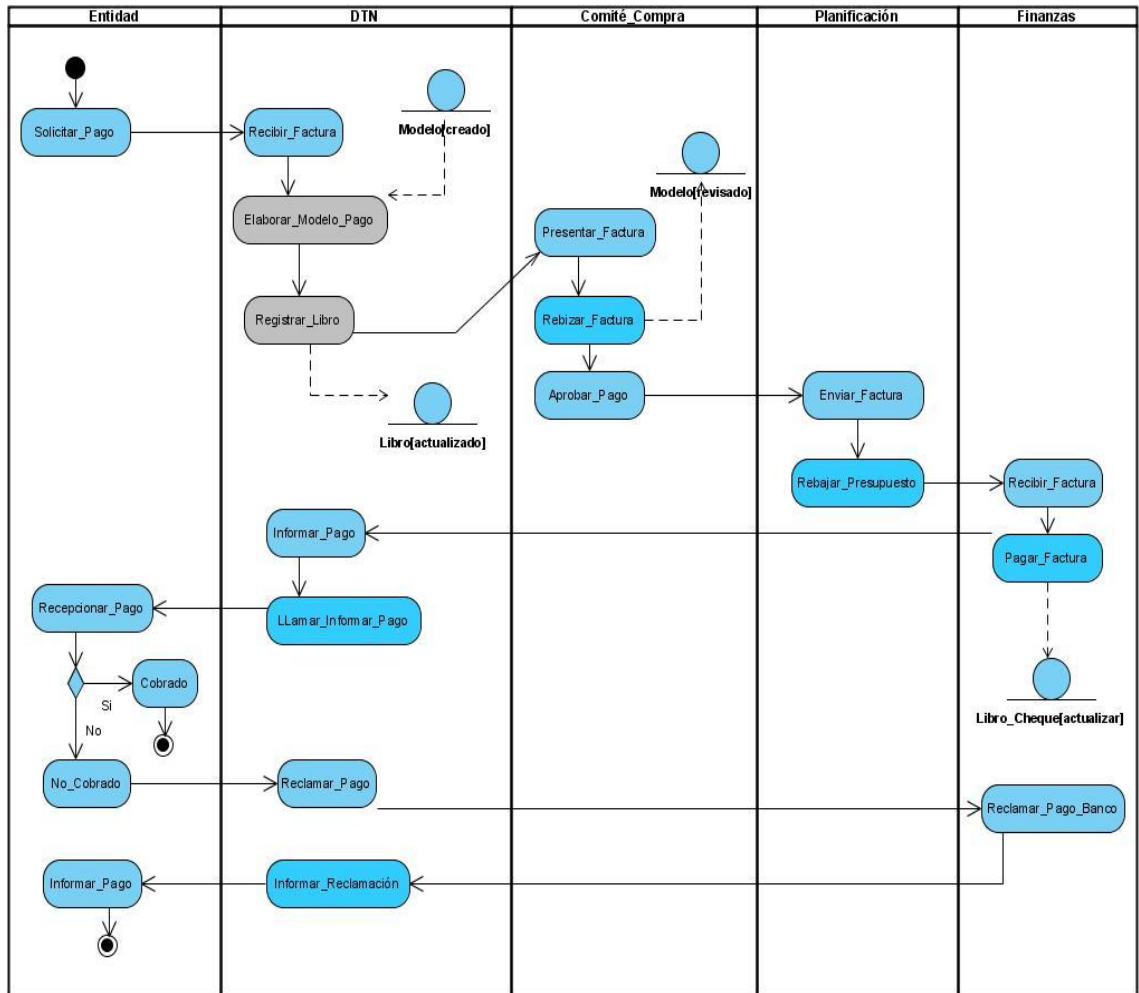 Entidad
DTN
Comité_Compra
Planificación
Finanzas
Solicitar_Pago
Recibir_Factura
Modelo[creado]
Modelo[revisado]
Elaborar_Modelo_Pago
Presentar_Factura
Registrar_Libro
Rebizar_Factura
Aprobar_Pago
Enviar_Factura
Libro[actualizado]
Rebajar_Presupuesto
Recibir_Factura
Informar_Pago
Pagar_Factura
Recepcionar_Pago
LLamar_Informar_Pago
Cobrado
Si
No
Libro_Cheque[actualizar]
No_Cobrado
Reclamar_Pago
Reclamar_Pago_Banco
Informar_Pago
Informar_Reclamación